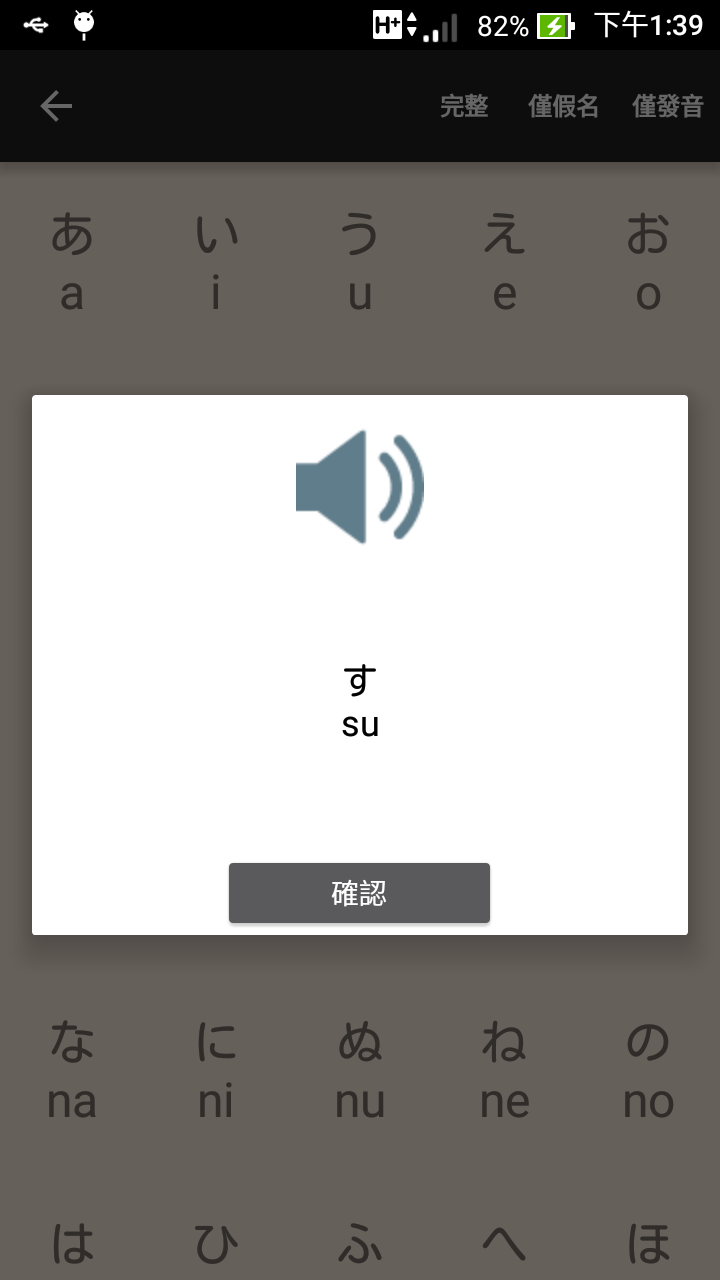 H+ 82% 下午1:39
完整 僅假名 僅發音
あ い う え お
a i u e o
す
su
確認
な に ぬ ね の
na ni nu ne no
は ひ ふ へ ほ